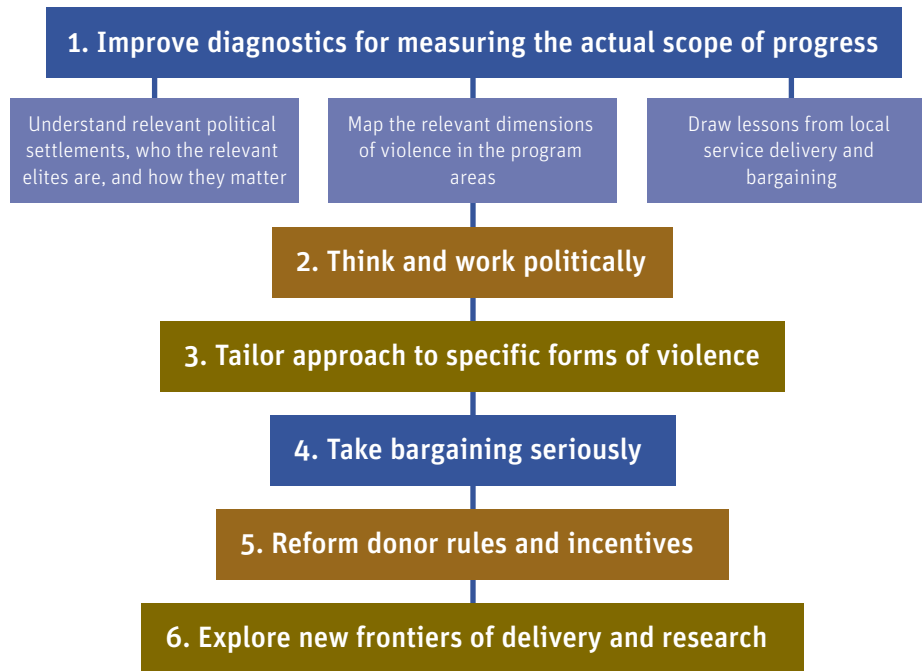 1. Improve diagnostics for measuring the actual scope of progress
Understand relevant political
settlements, who the relevant
elites are, and how they matter
Map the relevant dimensions
of violence in the program
areas
Draw lessons from local
service delivery and
bargaining
2. Think and work politically
3. Tailor approach to specific forms of violence
4. Take bargaining seriously
5. Reform donor rules and incentives
6. Explore new frontiers of delivery and research